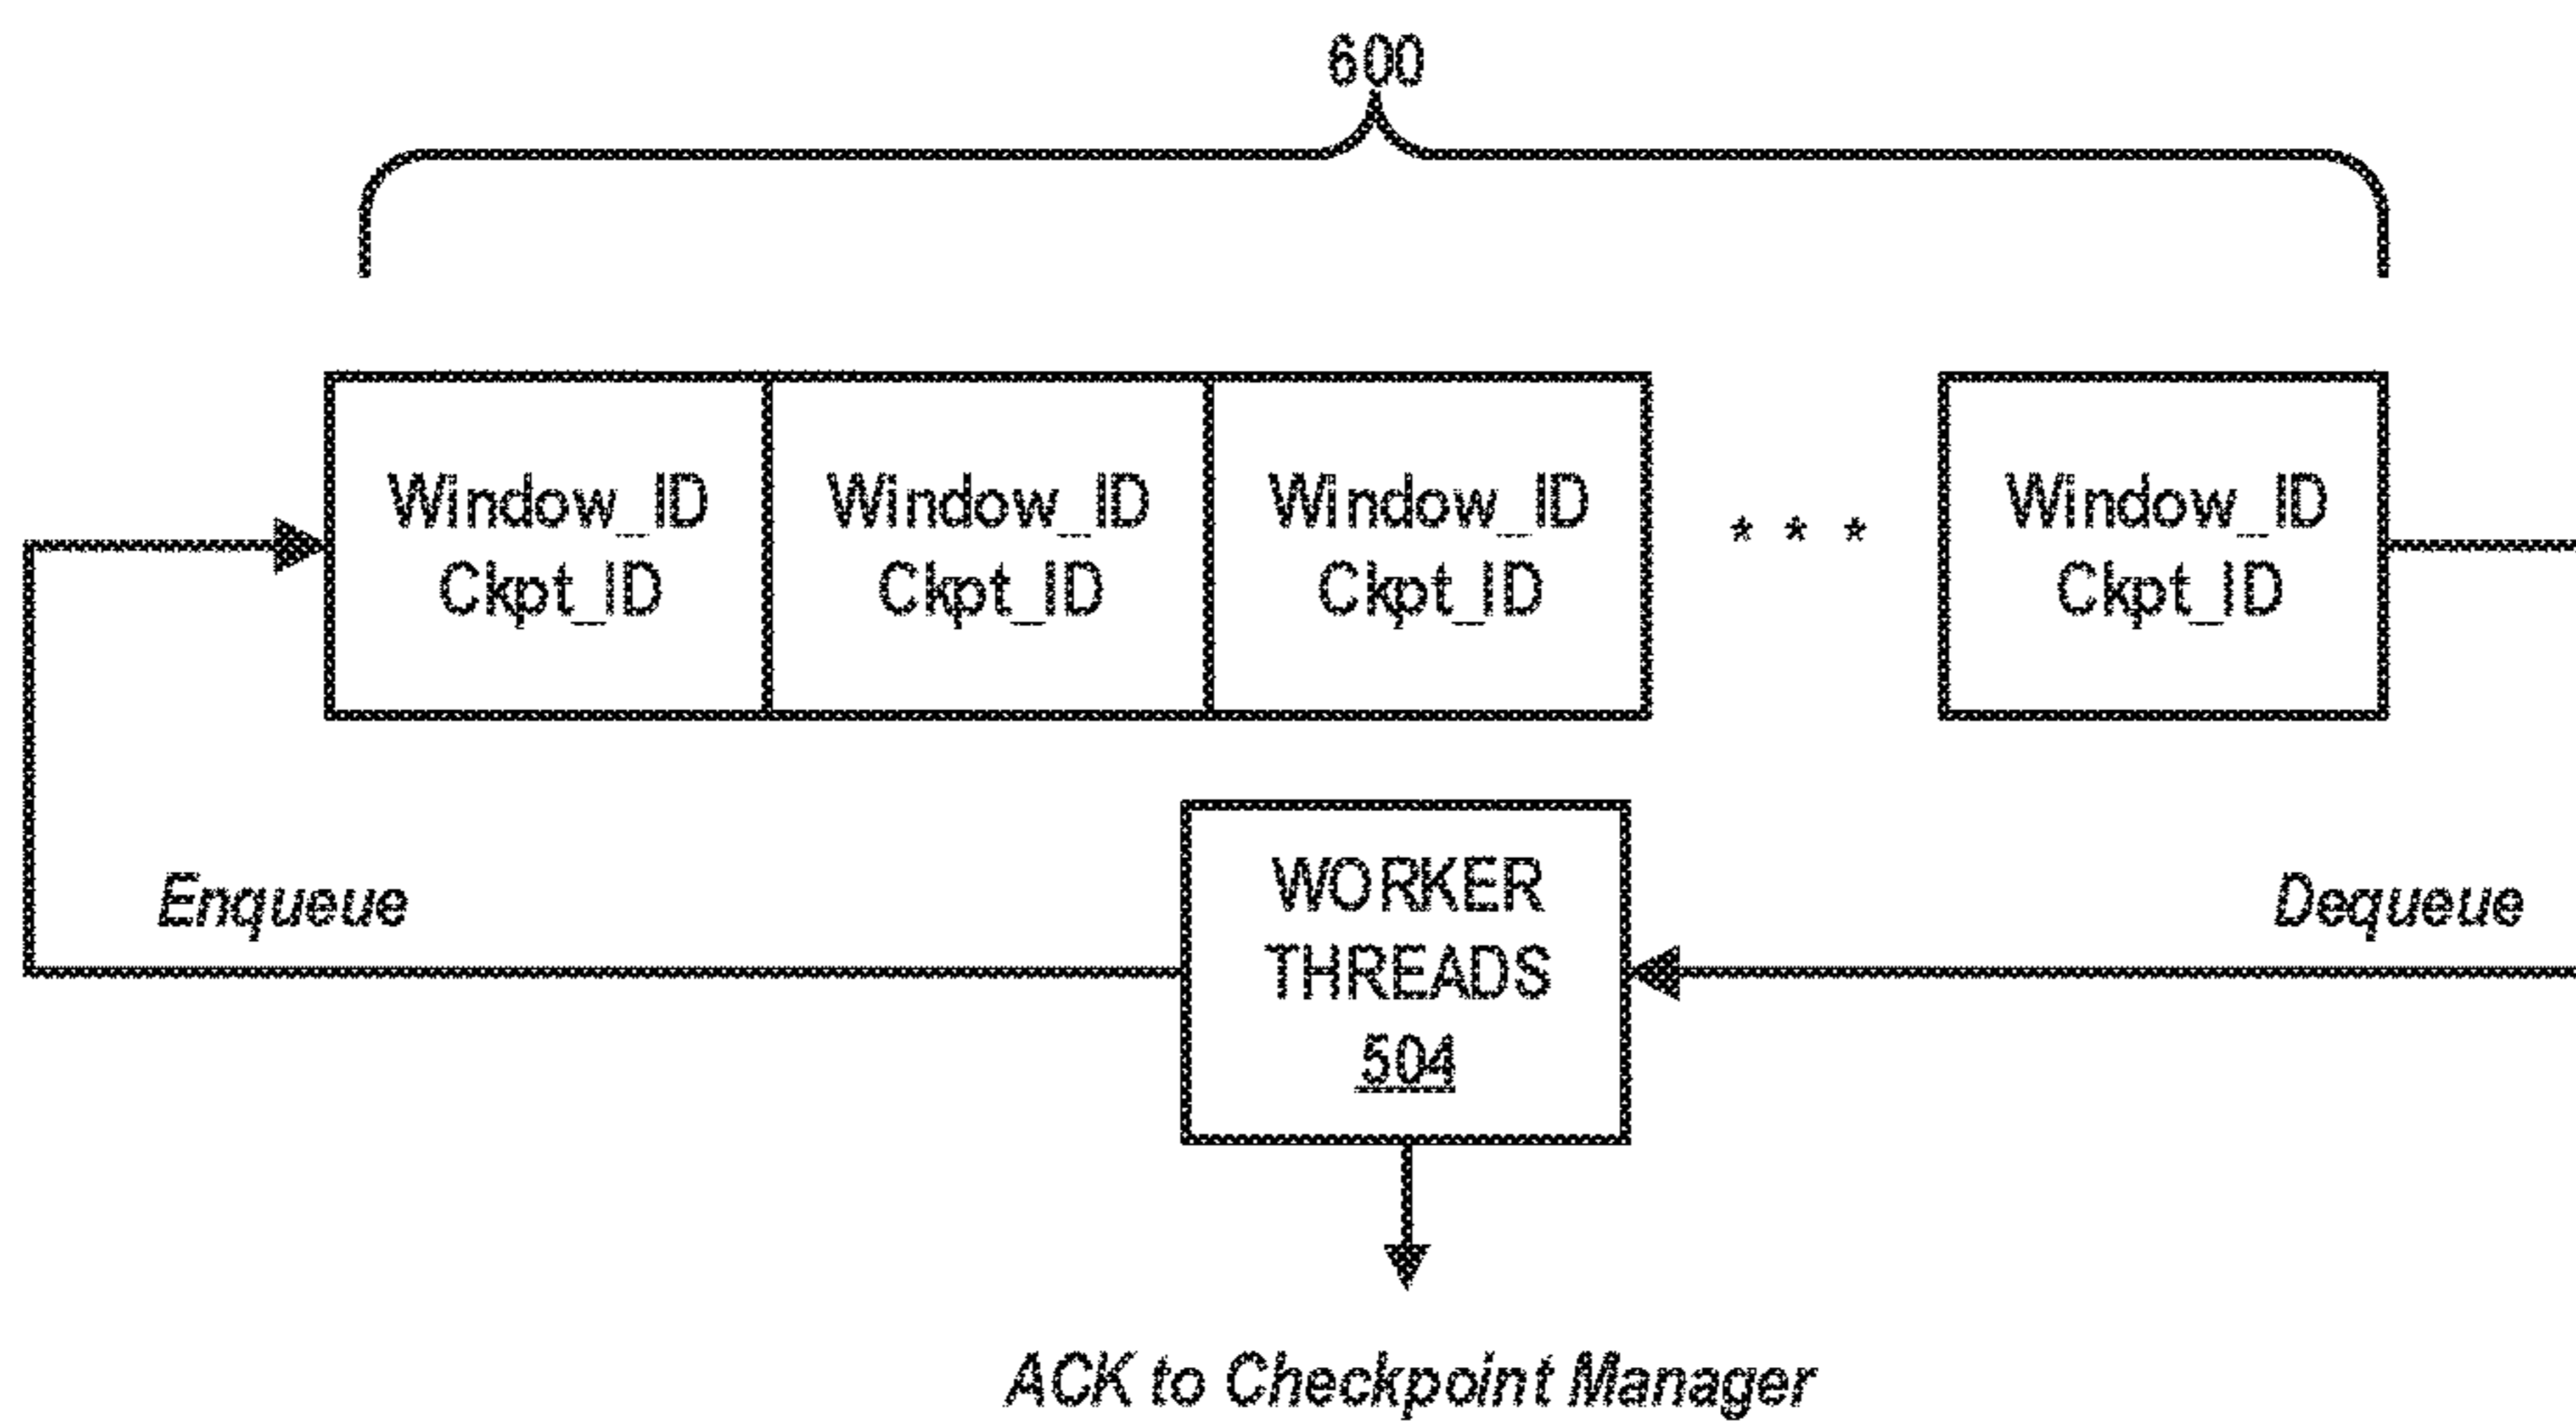 600
Window_ID
Ckpt_ID
Window_ID
Ckpt_ID
Window_ID
Ckpt_ID
* * *
Window_ID
Ckpt_ID
Enqueue
WORKER
THREADS
504
Dequeue
ACK to Checkpoint Manager